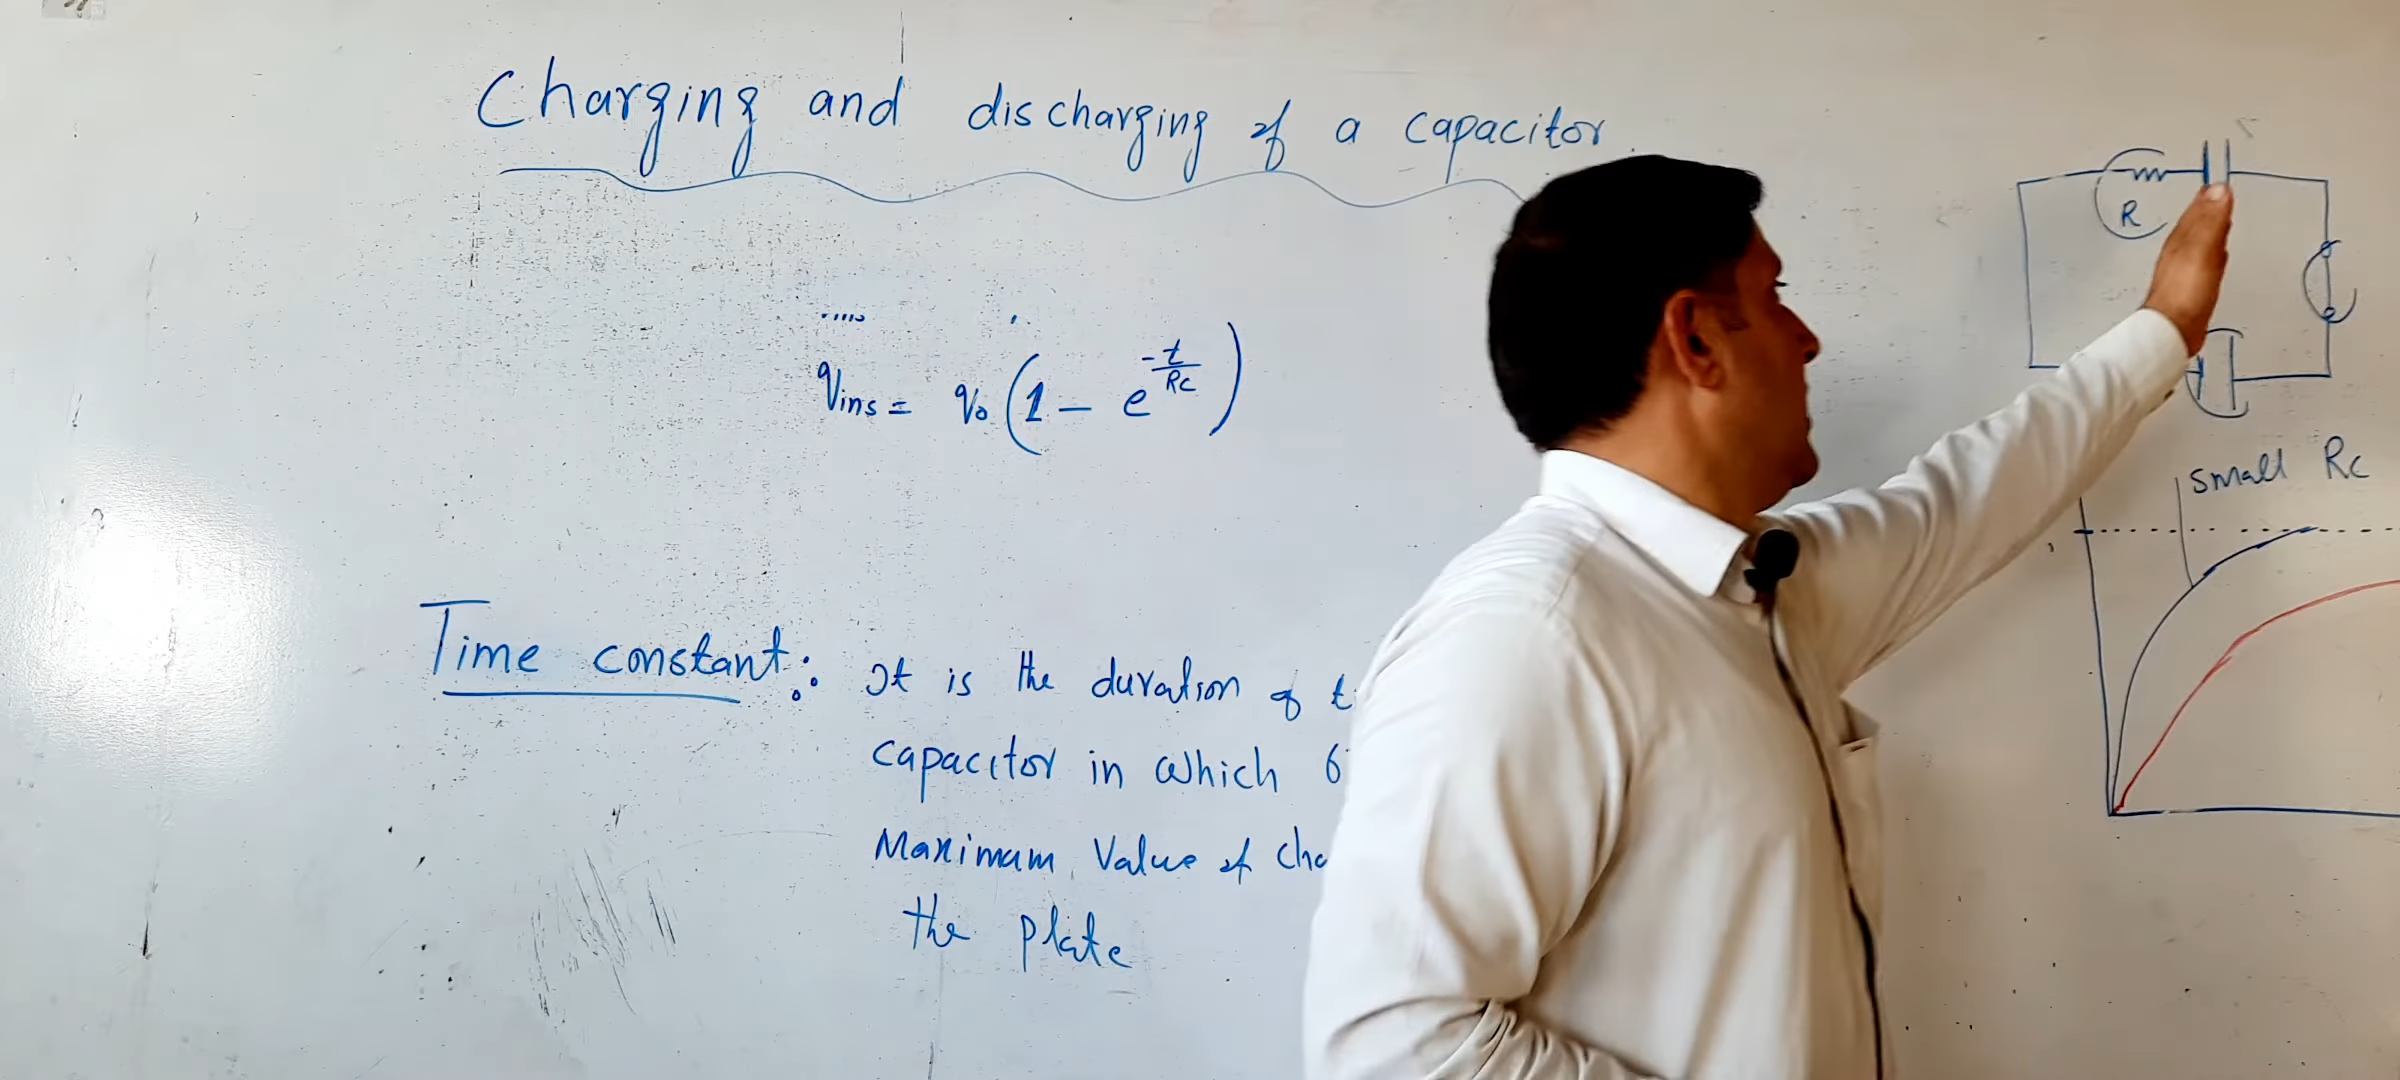 Charging and discharging of a capacitor
R
qins = q0 (1 - e^-t/RC)
small RC
Time constant: It is the duration of
capacitor in which
Maximum Value of
the plate